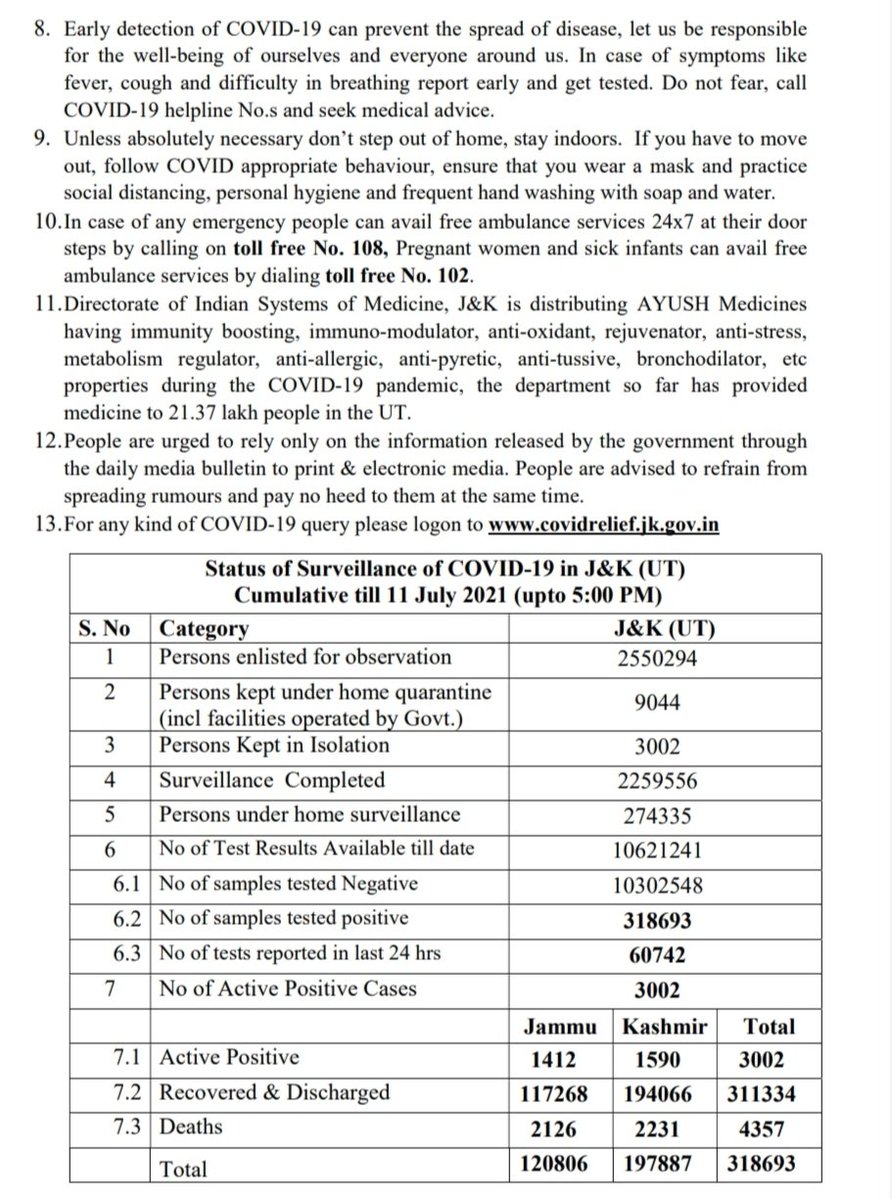 8. Early detection of COVID-19 can prevent the spread of disease, let us be responsible
for the well-being of ourselves and everyone around us. In case of symptoms like
fever, cough and difficulty in breathing report early and get tested. Do not fear, call
COVID-19 helpline No.s and seek medical advice.
9. Unless absolutely necessary don’t step out of home, stay indoors. If you have to move
out, follow COVID appropriate behaviour, ensure that you wear a mask and practice
social distancing, personal hygiene and frequent hand washing with soap and water.
10.In case of any emergency people can avail free ambulance services 24x7 at their door
steps by calling on toll free No. 108, Pregnant women and sick infants can avail free
ambulance services by dialing toll free No. 102.
11.Directorate of Indian Systems of Medicine, J&K is distributing AYUSH Medicines
having immunity boosting, immuno-modulator, anti-oxidant, rejuvenator, anti-stress,
metabolism regulator, anti-allergic, anti-pyretic, anti-tussive, bronchodilator, etc
properties during the COVID-19 pandemic, the department so far has provided
medicine to 21.37 lakh people in the UT.
12.People are urged to rely only on the information released by the government through
the daily media bulletin to print & electronic media. People are advised to refrain from
spreading rumours and pay no heed to them at the same time.
13.For any kind of COVID-19 query please logon to www.covidrelief.jk.gov.in
Status of Surveillance of COVID-19 in J&K (UT)
Cumulative till 11 July 2021 (upto 5:00 PM)
S. No Category J&K (UT)
1 Persons enlisted for observation 2550294
2 Persons kept under home quarantine
(incl facilities operated by Govt.) 9044
3 Persons Kept in Isolation 3002
4 Surveillance Completed 2259556
5 Persons under home surveillance 274335
6 No of Test Results Available till date 10621241
6.1 No of samples tested Negative 10302548
6.2 No of samples tested positive 318693
6.3 No of tests reported in last 24 hrs 60742
7 No of Active Positive Cases 3002
Jammu Kashmir Total
7.1 Active Positive 1412 1590 3002
7.2 Recovered & Discharged 117268 194066 311334
7.3 Deaths 2126 2231 4357
Total 120806 197887 318693